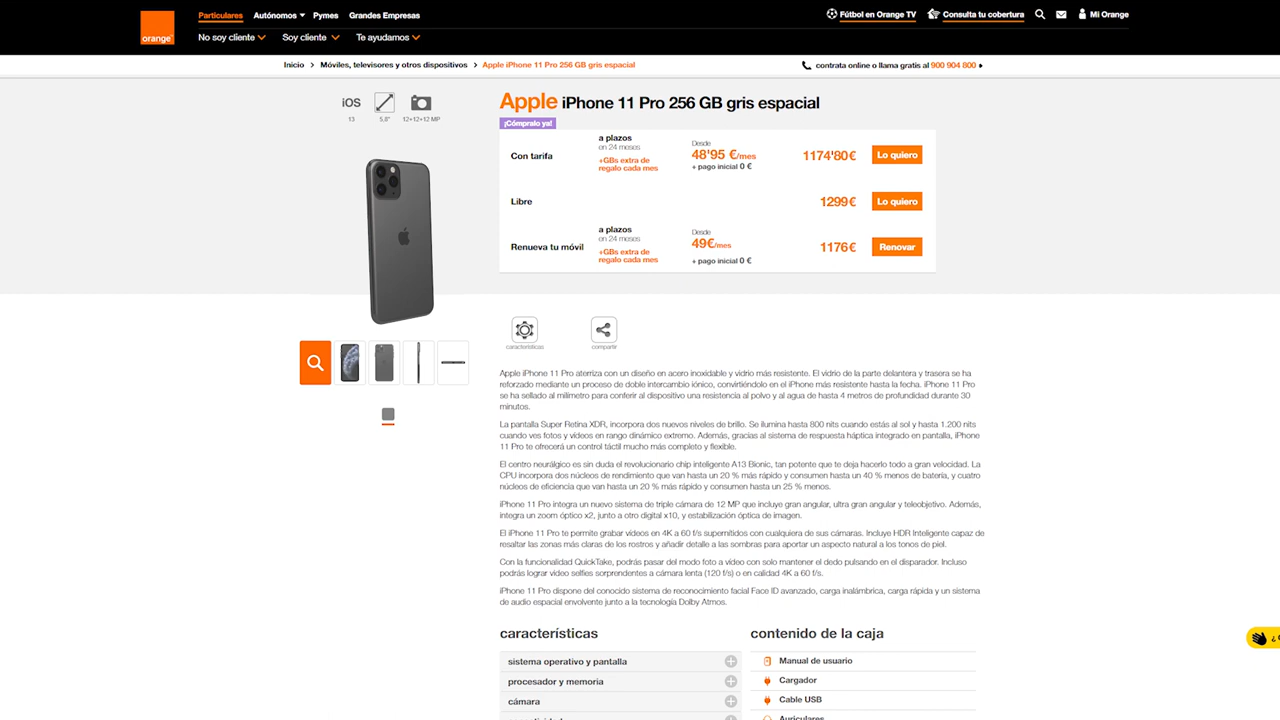 Particulares Autónomos Pymes Grandes Empresas
Fútbol en Orange TV Consulta tu cobertura Mi Orange
orange™
No soy cliente Soy cliente Te ayudamos
Inicio > Móviles, televisores y otros dispositivos > Apple iPhone 11 Pro 256 GB gris espacial
contrata online o llama gratis al 900 904 800
iOS
13 5,8" 12+12+12 MP
Apple iPhone 11 Pro 256 GB gris espacial
¡Cómpralo ya!
Con tarifa
a plazos
en 24 meses
+GBs extra de
regalo cada mes
Desde
48'95 €/mes
+ pago inicial 0 €
1174'80€
Lo quiero
Libre
1299€
Lo quiero
Renueva tu móvil
a plazos
en 24 meses
+GBs extra de
regalo cada mes
Desde
49€/mes
+ pago inicial 0 €
1176€
Renovar
características compartir
Apple iPhone 11 Pro aterriza con un diseño en acero inoxidable y vidrio más resistente. El vidrio de la parte delantera y trasera se ha
reforzado mediante un proceso de doble intercambio iónico, convirtiéndolo en el iPhone más resistente hasta la fecha. iPhone 11 Pro
se ha sellado al milímetro para conferir al dispositivo una resistencia al polvo y al agua de hasta 4 metros de profundidad durante 30
minutos.
La pantalla Super Retina XDR, incorpora dos nuevos niveles de brillo. Se ilumina hasta 800 nits cuando estás al sol y hasta 1.200 nits
cuando ves fotos y vídeos en rango dinámico extremo. Además, gracias al sistema de respuesta háptica integrado en pantalla, iPhone
11 Pro te ofrecerá un control táctil mucho más completo y flexible.
El centro neurálgico es sin duda el revolucionario chip inteligente A13 Bionic, tan potente que te deja hacerlo todo a gran velocidad. La
CPU incorpora dos núcleos de rendimiento que van hasta un 20 % más rápido y consumen hasta un 40 % menos de batería, y cuatro
núcleos de eficiencia que van hasta un 20 % más rápido y consumen hasta un 25 % menos.
iPhone 11 Pro integra un nuevo sistema de triple cámara de 12 MP que incluye gran angular, ultra gran angular y teleobjetivo. Además,
integra un zoom óptico x2, junto a otro digital x10, y estabilización óptica de imagen.
El iPhone 11 Pro te permite grabar vídeos en 4K a 60 f/s supernítidos con cualquiera de sus cámaras. Incluye HDR Inteligente capaz de
resaltar las zonas más claras de los rostros y añadir detalle a las sombras para aportar un aspecto natural a los tonos de piel.
Con la funcionalidad QuickTake, podrás pasar del modo foto a vídeo con solo mantener el dedo pulsando en el disparador. Incluso
podrás lograr vídeo selfies sorprendentes a cámara lenta (120 f/s) o en calidad 4K a 60 f/s.
iPhone 11 Pro dispone del conocido sistema de reconocimiento facial Face ID avanzado, carga inalámbrica, carga rápida y un sistema
de audio espacial envolvente junto a la tecnología Dolby Atmos.
características
sistema operativo y pantalla
procesador y memoria
cámara
contenido de la caja
Manual de usuario
Cargador
Cable USB
Auriculares